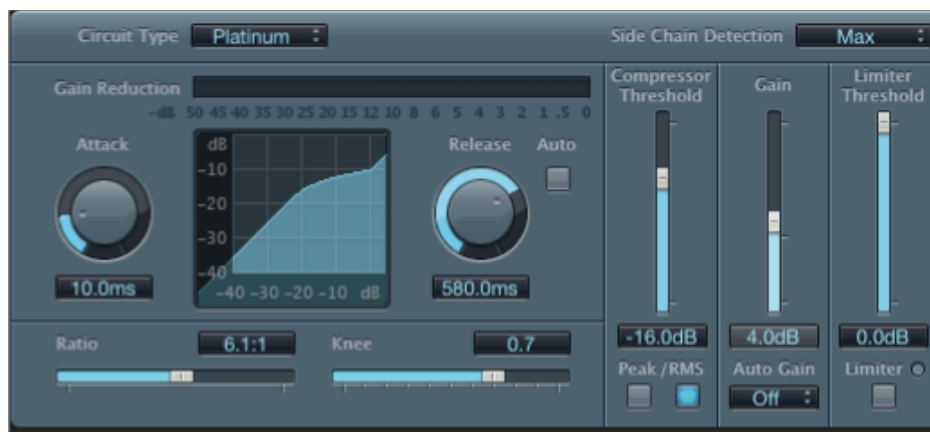 Circuit Type Platinum
Side Chain Detection Max
Gain Reduction
-dB 50 45 40 35 30 25 20 15 12 10 8 6 5 4 3 2 1 .5 0
Attack
10.0ms
dB
-10
-20
-30
-40
-40 -30 -20 -10 dB
Release
Auto
580.0ms
Ratio 6.1:1
Knee 0.7
Compressor
Threshold
-16.0dB
Peak /RMS
Gain
4.0dB
Auto Gain
Off
Limiter
Threshold
0.0dB
Limiter